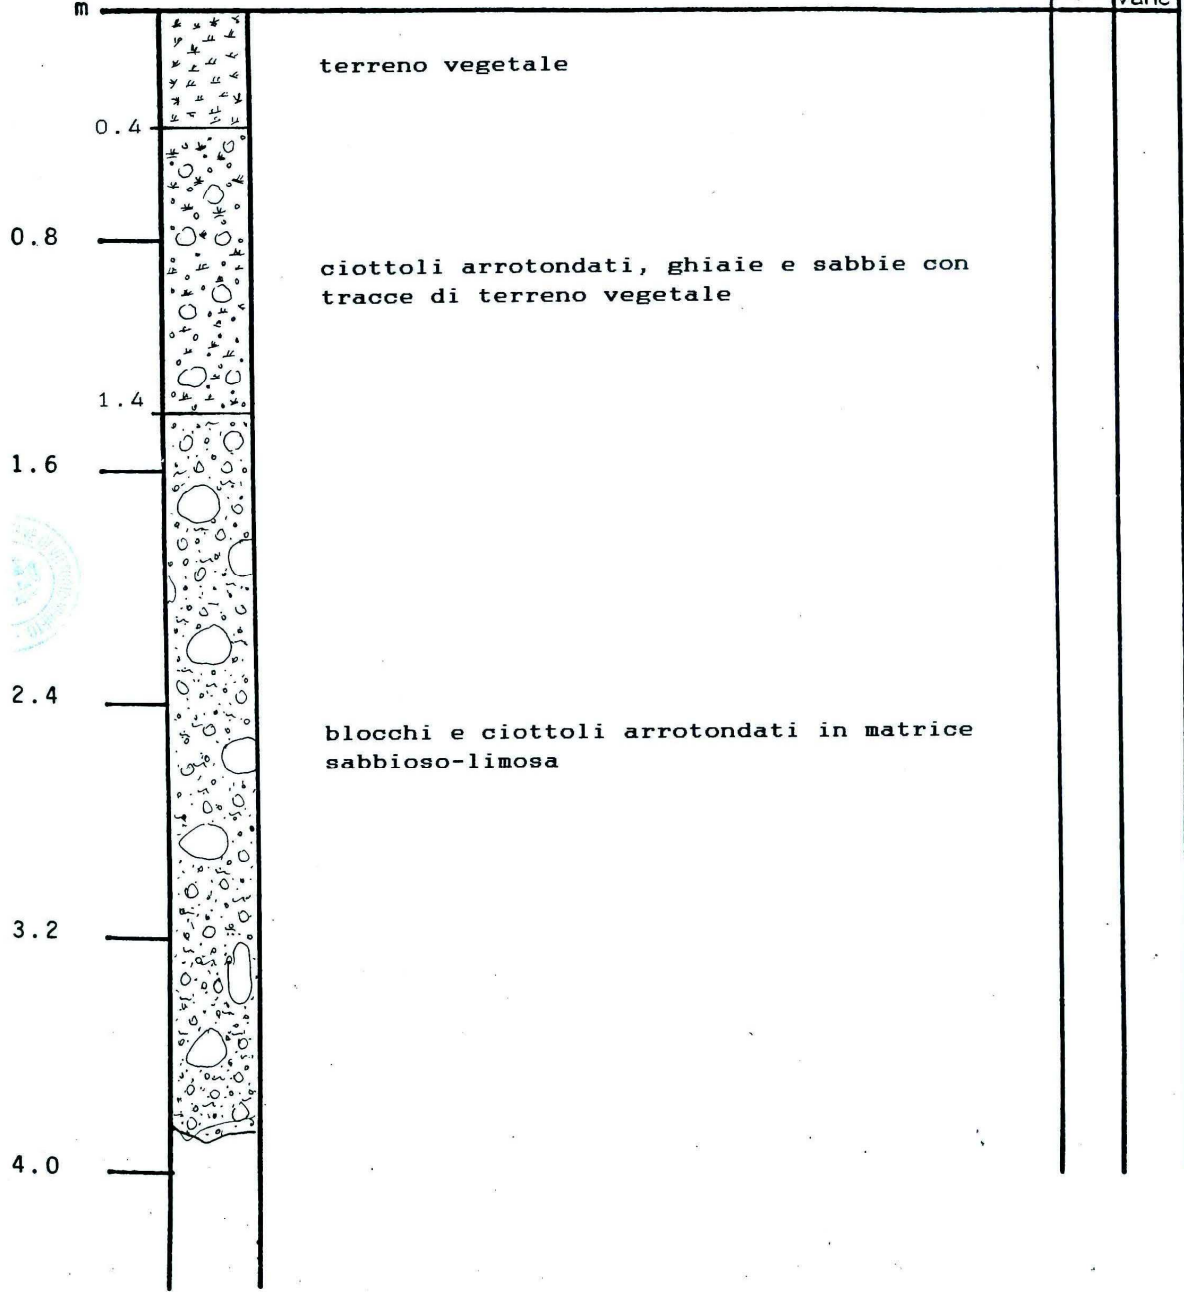 m
varie
terreno vegetale
0.4
0.8
ciottoli arrotondati, ghiaie e sabbie con
tracce di terreno vegetale
1.4
1.6
2.4
blocchi e ciottoli arrotondati in matrice
sabbioso-limosa
3.2
4.0